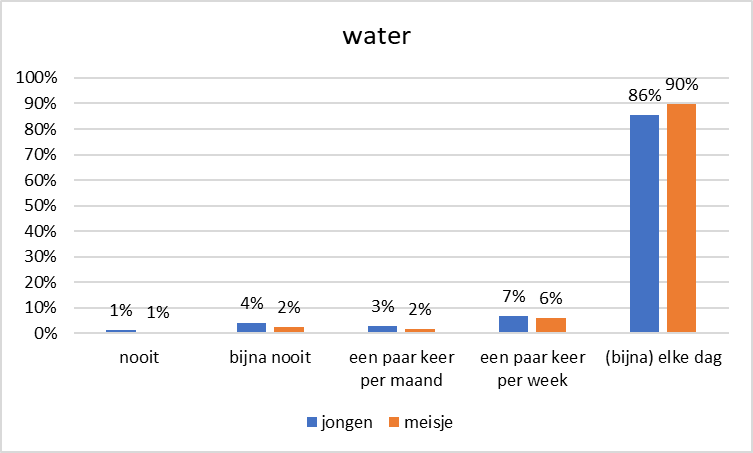 water
100%
90%
80%
70%
60%
50%
40%
30%
20%
10%
0%
1% 1% 4% 2% 3% 2% 7% 6% 86% 90%
nooit bijna nooit een paar keer een paar keer (bijna) elke dag
per maand per week
jongen meisje